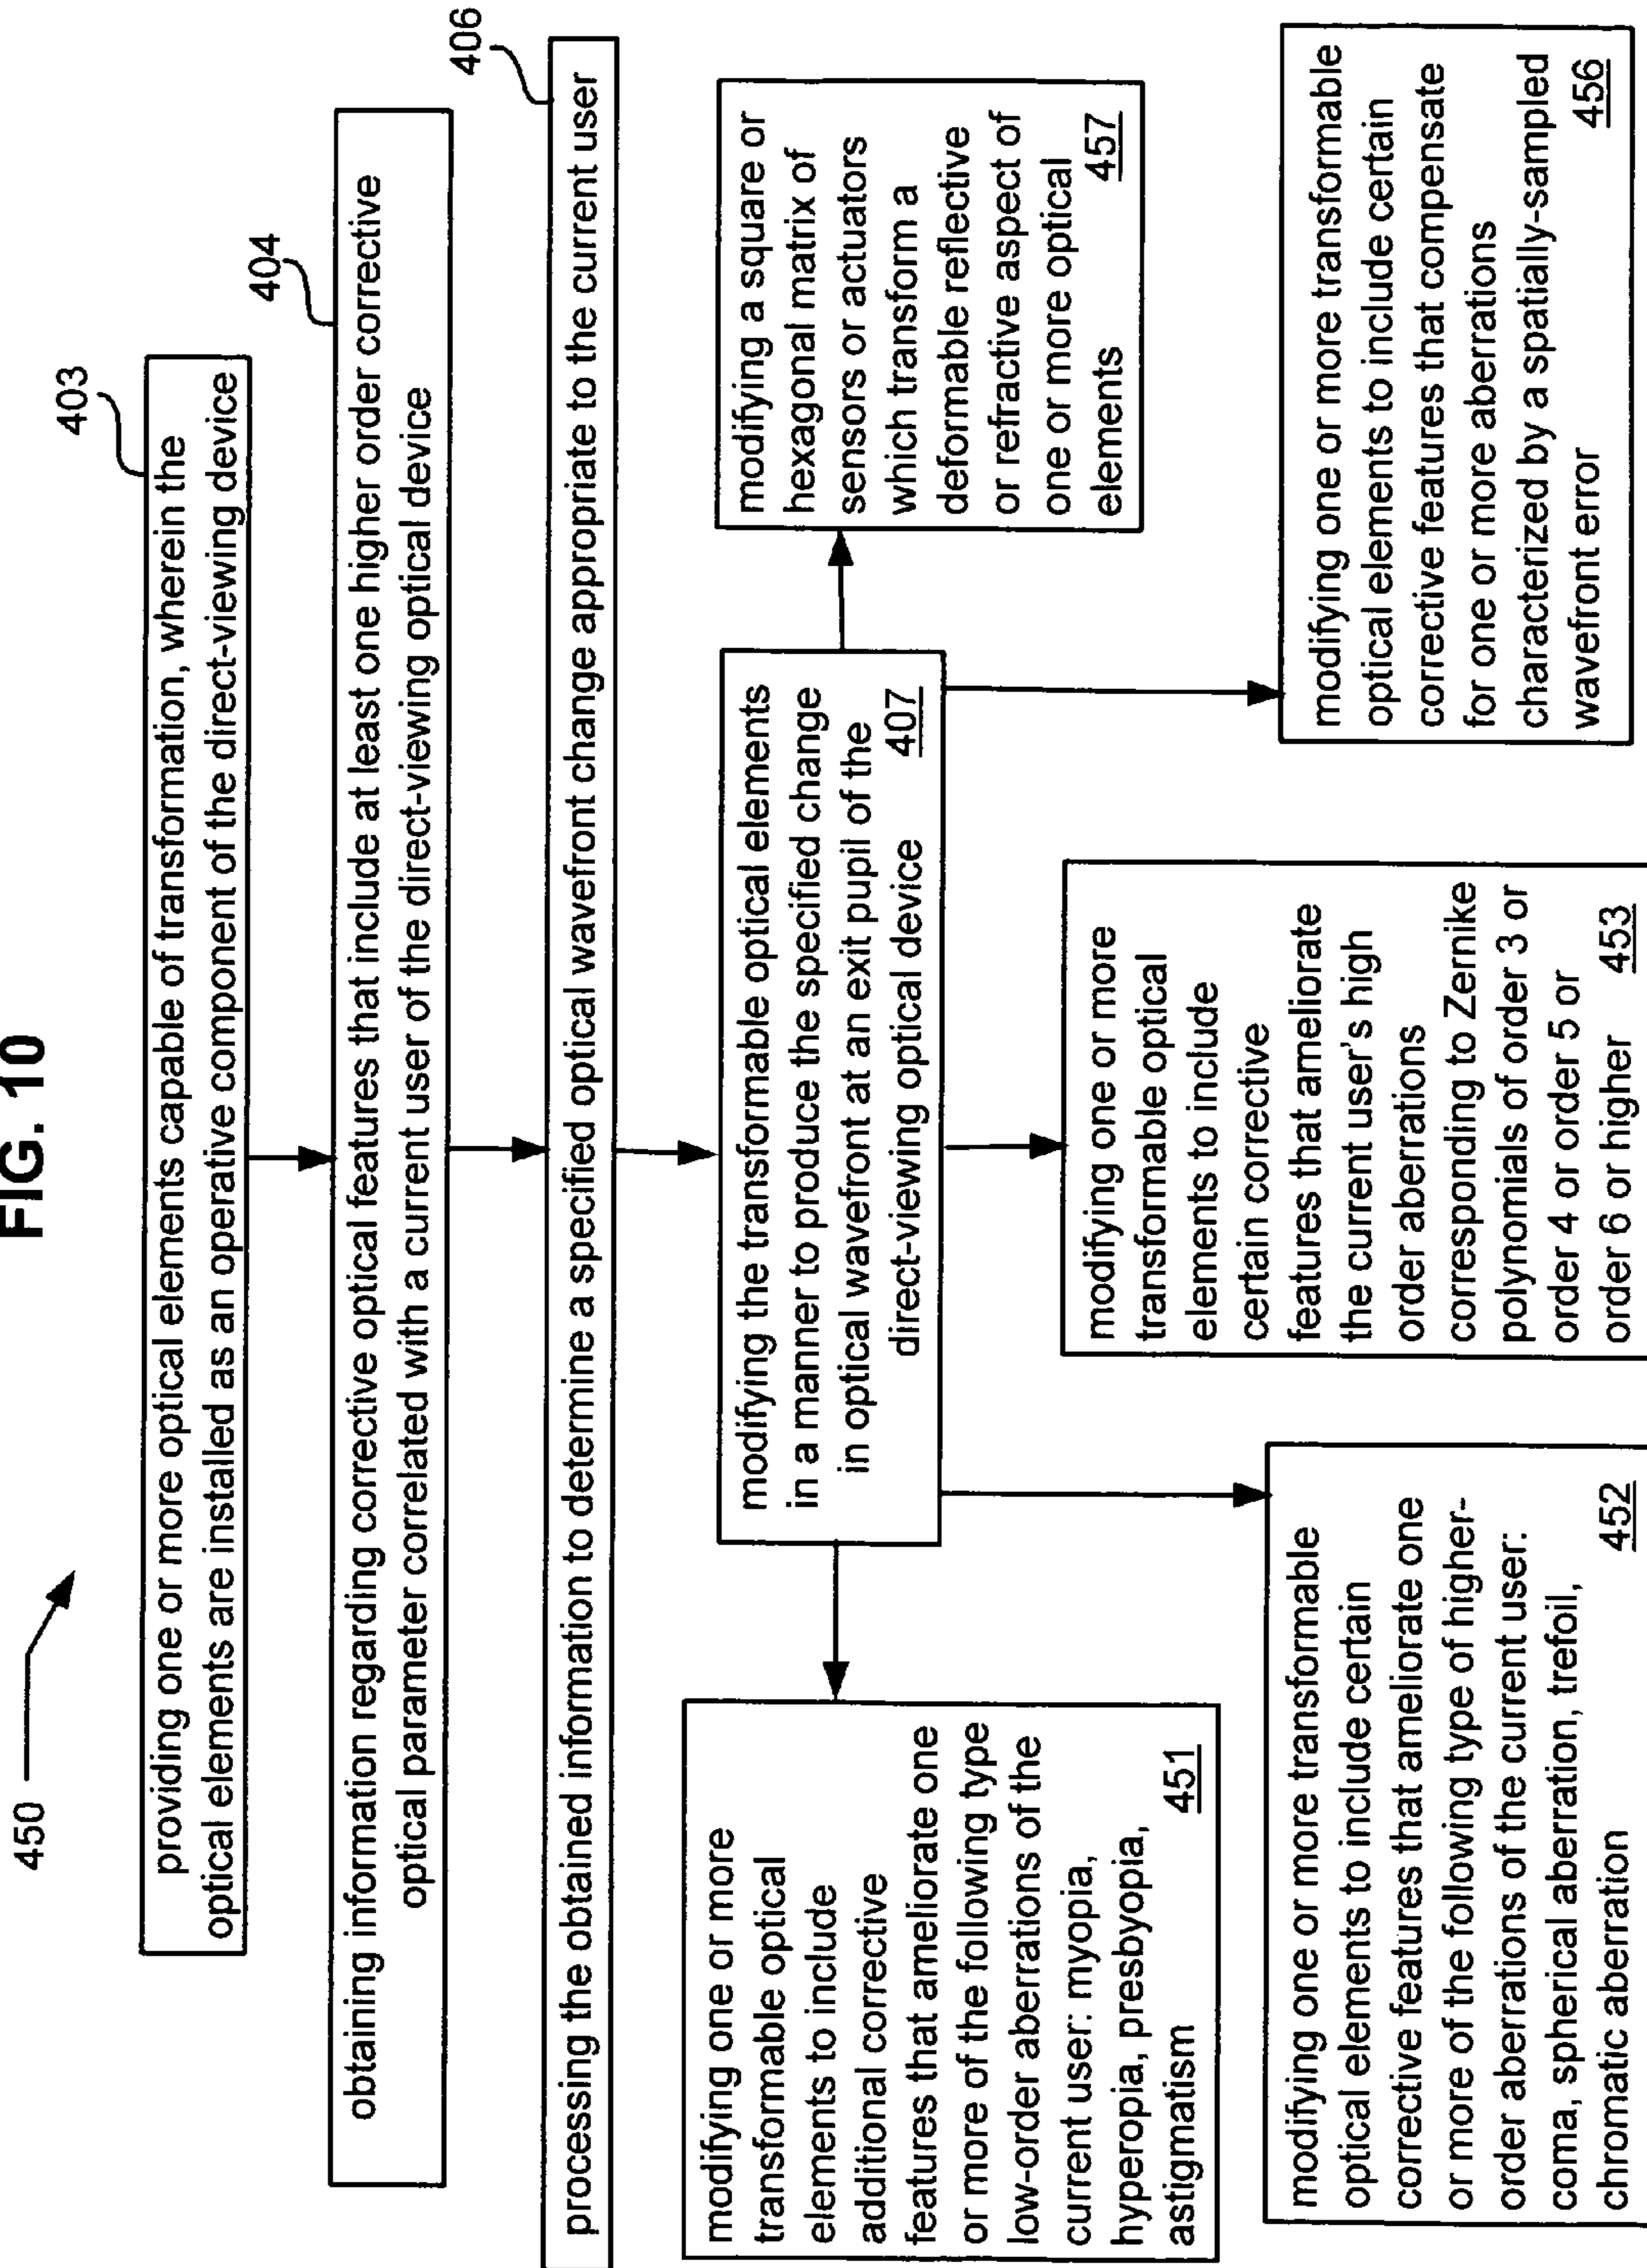 FIG. 10
450
403
providing one or more optical elements capable of transformation, wherein the
optical elements are installed as an operative component of the direct-viewing device
404
obtaining information regarding corrective optical features that include at least one higher order corrective
optical parameter correlated with a current user of the direct-viewing optical device
406
processing the obtained information to determine a specified optical wavefront change appropriate to the current user
modifying the transformable optical elements
in a manner to produce the specified change
in optical wavefront at an exit pupil of the
direct-viewing optical device 407
modifying one or more
transformable optical
elements to include
additional corrective
features that ameliorate one
or more of the following type
low-order aberrations of the
current user: myopia,
hyperopia, presbyopia,
astigmatism 451
modifying a square or
hexagonal matrix of
sensors or actuators
which transform a
deformable reflective
or refractive aspect of
one or more optical
elements 457
modifying one or more transformable
optical elements to include certain
corrective features that ameliorate one
or more of the following type of higher-
order aberrations of the current user:
coma, spherical aberration, trefoil,
chromatic aberration 452
modifying one or more
transformable optical
elements to include
certain corrective
features that ameliorate
the current user's high
order aberrations
corresponding to Zernike
polynomials of order 3 or
order 4 or order 5 or
order 6 or higher 453
modifying one or more transformable
optical elements to include certain
corrective features that compensate
for one or more aberrations
characterized by a spatially-sampled
wavefront error 456